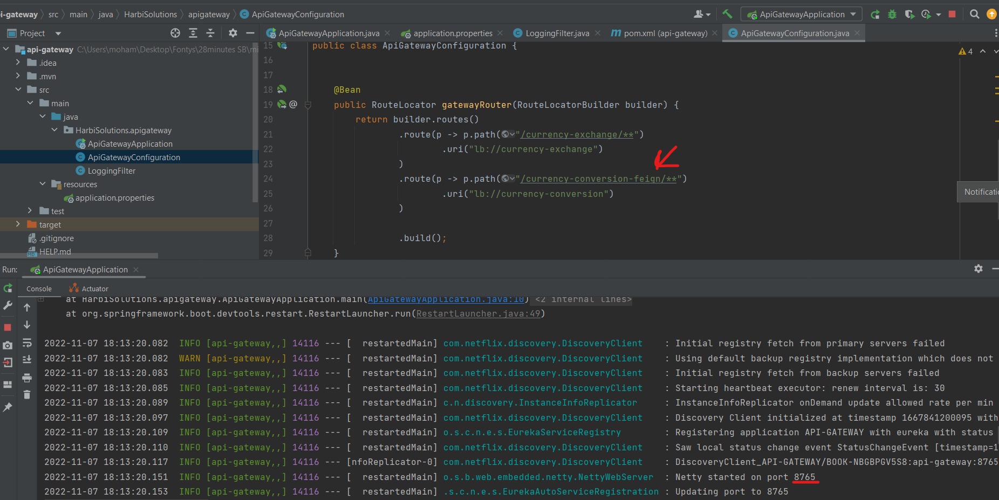 i-gateway src main java HarbiSolutions apigateway ApiGatewayConfiguration
ApiGatewayApplication
Project
ApiGatewayApplication.java application.properties LoggingFilter.java pom.xml (api-gateway) ApiGatewayConfiguration.java
api-gateway C:\Users\moham\Desktop\Fontys\28minutes SB\mi
.idea
.mvn
src
main
java
HarbiSolutions.apigateway
ApiGatewayApplication
ApiGatewayConfiguration
LoggingFilter
resources
application.properties
test
target
.gitignore
HELP.md
4
15 public class ApiGatewayConfiguration {
16
17
18 @Bean
19 @ public RouteLocator gatewayRouter(RouteLocatorBuilder builder) {
20 return builder.routes()
21 .route(p -> p.path("/currency-exchange/**")
22 .uri("lb://currency-exchange")
23 )
24 .route(p -> p.path("/currency-conversion-feign/**")
25 .uri("lb://currency-conversion")
26 )
27
28 .build();
29 }
Notificatio
Run: ApiGatewayApplication
Console Actuator
at HarbiSolutions.apigateway.ApiGatewayApplication.main(ApiGatewayApplication.java:10) <2 internal lines>
at org.springframework.boot.devtools.restart.RestartLauncher.run(RestartLauncher.java:49)
2022-11-07 18:13:20.082 INFO [api-gateway,,] 14116 --- [ restartedMain] com.netflix.discovery.DiscoveryClient : Initial registry fetch from primary servers failed
2022-11-07 18:13:20.082 WARN [api-gateway,,] 14116 --- [ restartedMain] com.netflix.discovery.DiscoveryClient : Using default backup registry implementation which does not
2022-11-07 18:13:20.083 INFO [api-gateway,,] 14116 --- [ restartedMain] com.netflix.discovery.DiscoveryClient : Initial registry fetch from backup servers failed
2022-11-07 18:13:20.085 INFO [api-gateway,,] 14116 --- [ restartedMain] com.netflix.discovery.DiscoveryClient : Starting heartbeat executor: renew interval is: 30
2022-11-07 18:13:20.089 INFO [api-gateway,,] 14116 --- [ restartedMain] c.n.discovery.InstanceInfoReplicator : InstanceInfoReplicator onDemand update allowed rate per min
2022-11-07 18:13:20.097 INFO [api-gateway,,] 14116 --- [ restartedMain] com.netflix.discovery.DiscoveryClient : Discovery Client initialized at timestamp 1667841200095 with
2022-11-07 18:13:20.109 INFO [api-gateway,,] 14116 --- [ restartedMain] o.s.c.n.e.s.EurekaServiceRegistry : Registering application API-GATEWAY with eureka with status
2022-11-07 18:13:20.110 INFO [api-gateway,,] 14116 --- [ restartedMain] com.netflix.discovery.DiscoveryClient : Saw local status change event StatusChangeEvent [timestamp=1
2022-11-07 18:13:20.117 INFO [api-gateway,,] 14116 --- [nfoReplicator-0] com.netflix.discovery.DiscoveryClient : DiscoveryClient_API-GATEWAY/BOOK-NBGBPGV5S8:api-gateway:8765
2022-11-07 18:13:20.151 INFO [api-gateway,,] 14116 --- [ restartedMain] o.s.b.web.embedded.netty.NettyWebServer : Netty started on port 8765
2022-11-07 18:13:20.153 INFO [api-gateway,,] 14116 --- [ restartedMain] .s.c.n.e.s.EurekaAutoServiceRegistration : Updating port to 8765